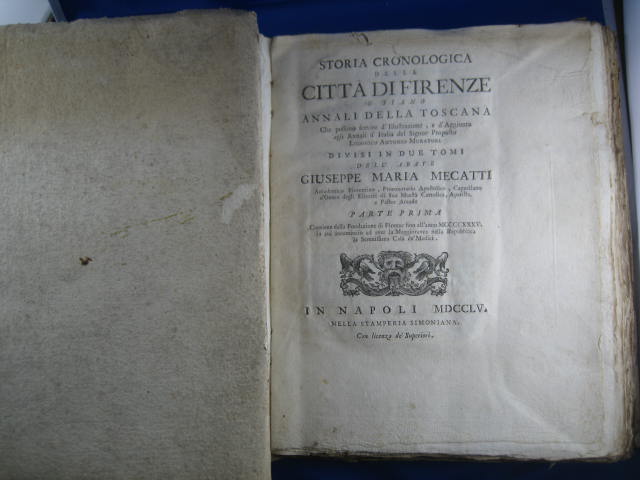 STORIA CRONOLOGICA
DELLA
CITTÀ DI FIRENZE
O SIANO
ANNALI DELLA TOSCANA
Che possono servire d'Illustrazione, e d'Aggiunta
agli Annali d'Italia del Signor Proposto
LODOVICO ANTONIO MURATORI
DIVISI IN DUE TOMI
DELL' ABATE
GIUSEPPE MARIA MECATTI
Accademico Fiorentino, Protonotario Apostolico, Cappellano
d'Onore degli Eserciti di Sua Maestà Cattolica, Apatista,
e Pastor Arcade
PARTE PRIMA
Contiene dalla Fondazione di Firenze fino all'anno MCCCCXXXV.
in cui incominciò ad aver la Maggioranza nella Repubblica
la Serenissima Casa de' Medici.
IN NAPOLI MDCCLV.
NELLA STAMPERIA SIMONIANA.
Con licenza de' Superiori.